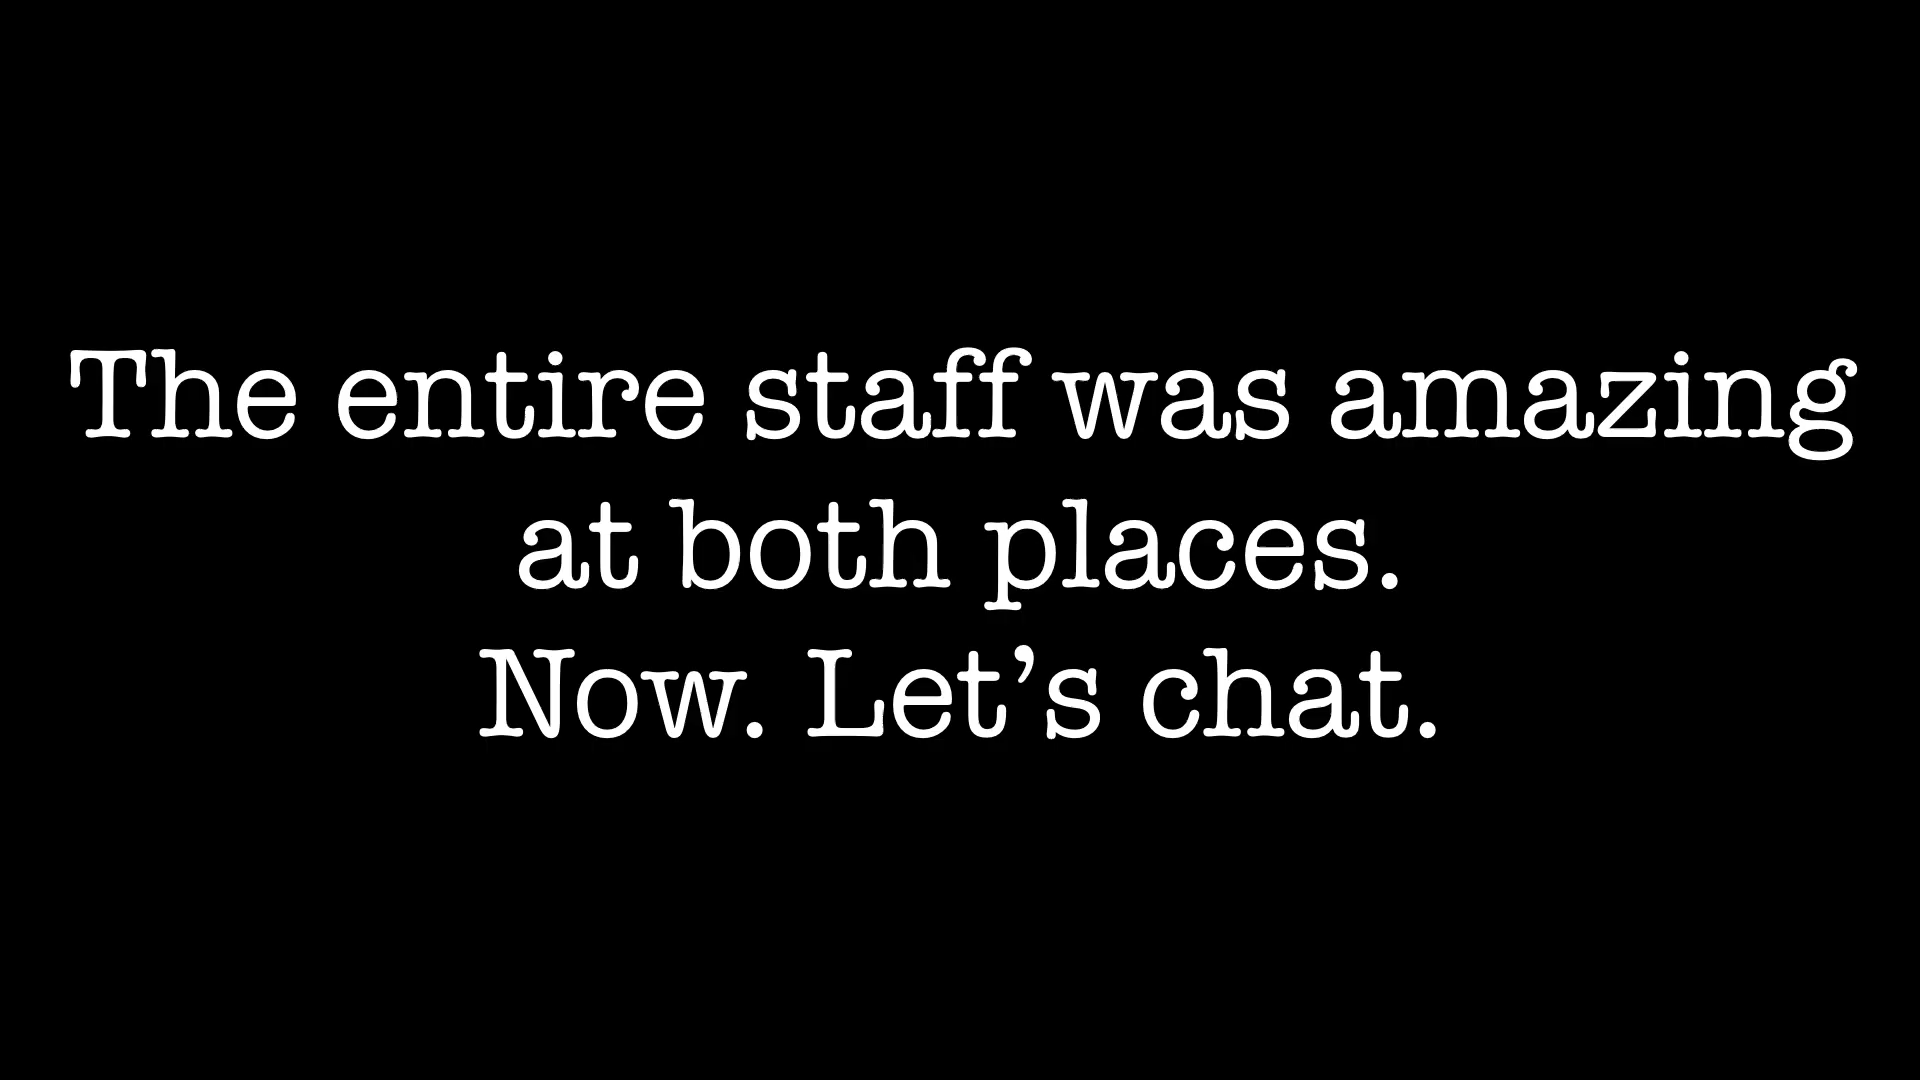 The entire staff was amazing
at both places.
Now. Let’s chat.